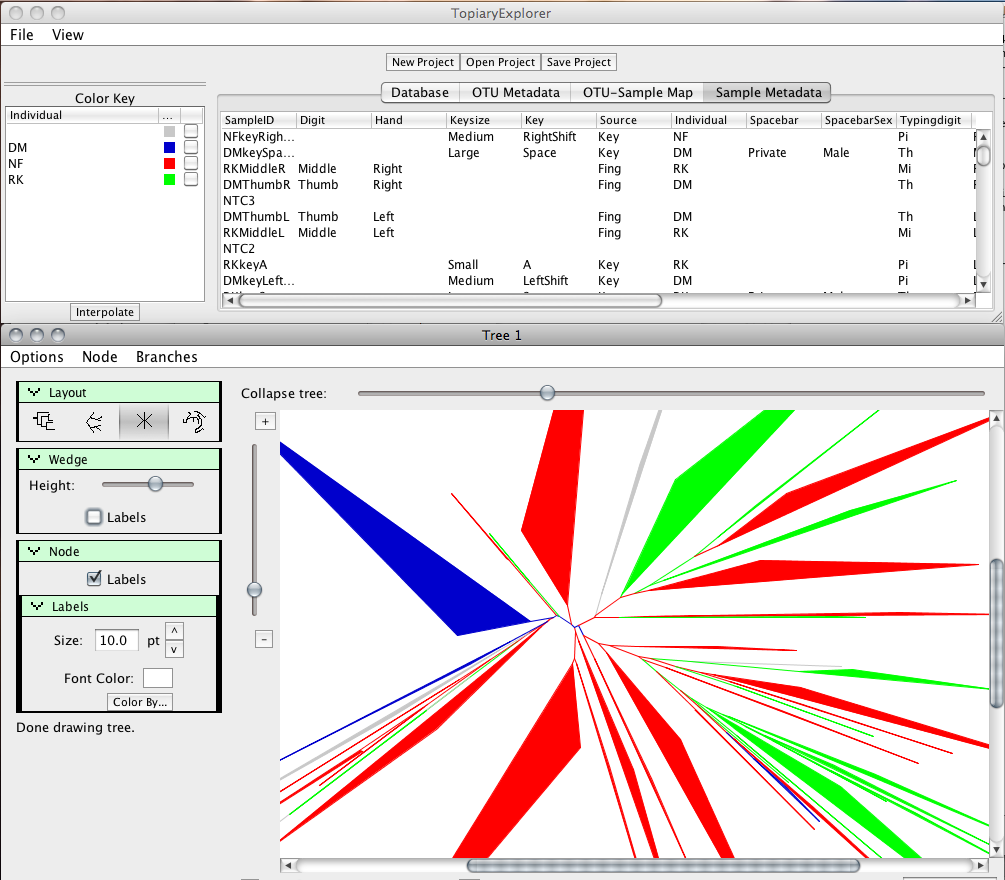 TopiaryExplorer
File View
New Project Open Project Save Project
Color Key
Individual ...
DM
NF
RK
Interpolate
Database OTU Metadata OTU-Sample Map Sample Metadata
SampleID Digit Hand Keysize Key Source Individual Spacebar SpacebarSex Typingdigit
NFkeyRigh... Medium RightShift Key NF Pi
DMkeySpa... Large Space Key DM Private Male Th
RKMiddleR Middle Right Fing RK Mi
DMThumbR Thumb Right Fing DM Th
NTC3
DMThumbL Thumb Left Fing DM Th
RKMiddleL Middle Left Fing RK Mi
NTC2
RKkeyA Small A Key RK Pi
DMkeyLeft... Medium LeftShift Key DM Pi
Tree 1
Options Node Branches
Layout
Wedge
Height:
Labels
Node
Labels
Labels
Size: 10.0 pt
Font Color:
Color By...
Done drawing tree.
Collapse tree:
+
-